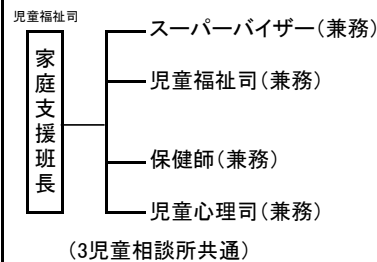 児童福祉司
家庭支援班長
スーパーバイザー(兼務)
児童福祉司(兼務)
保健師(兼務)
児童心理司(兼務)
(3児童相談所共通)